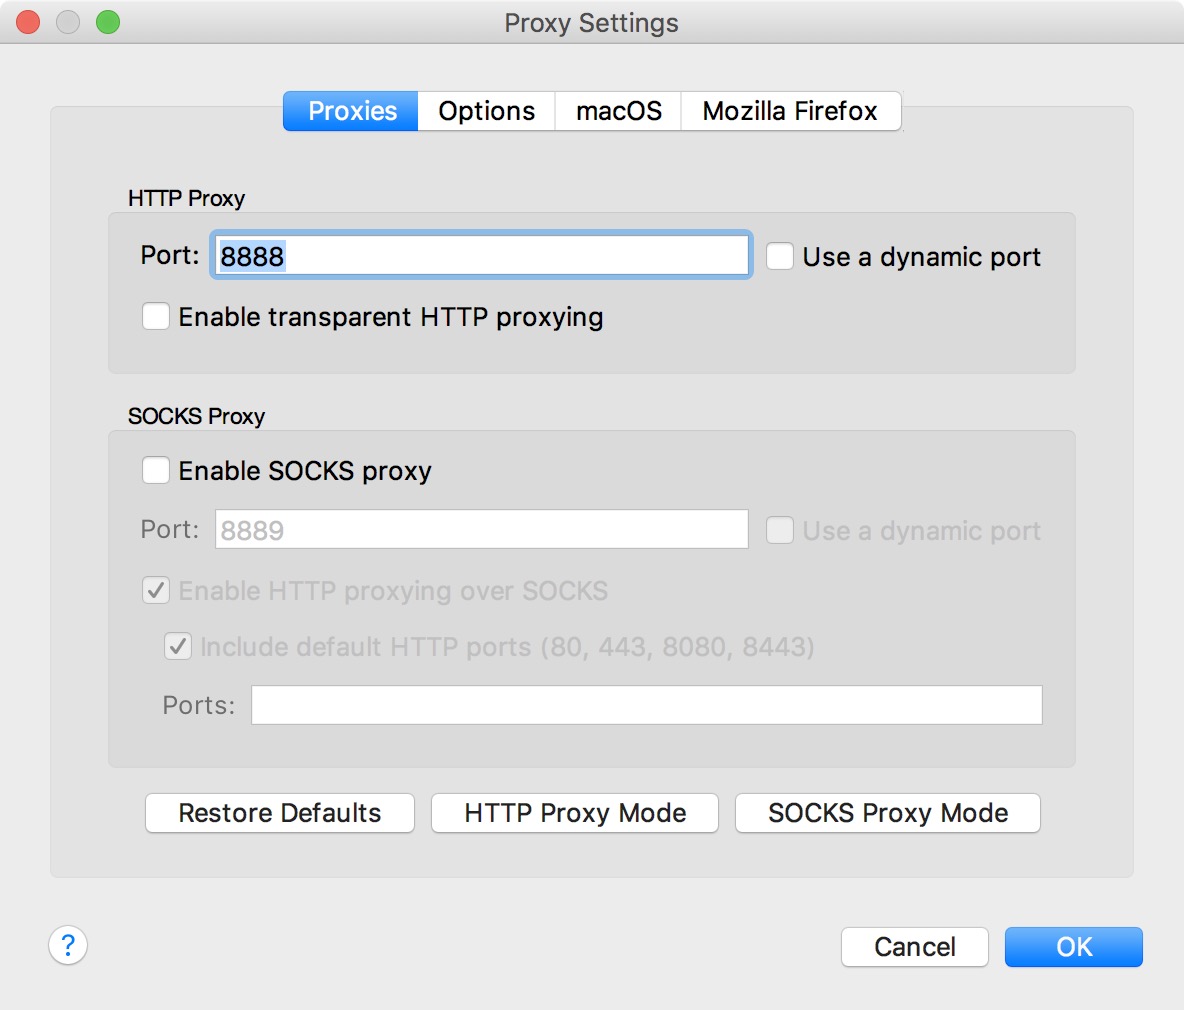 Proxy Settings
Proxies Options macOS Mozilla Firefox
HTTP Proxy
Port: 8888 Use a dynamic port
Enable transparent HTTP proxying
SOCKS Proxy
Enable SOCKS proxy
Port: 8889 Use a dynamic port
Enable HTTP proxying over SOCKS
Include default HTTP ports (80, 443, 8080, 8443)
Ports:
Restore Defaults HTTP Proxy Mode SOCKS Proxy Mode
? Cancel OK